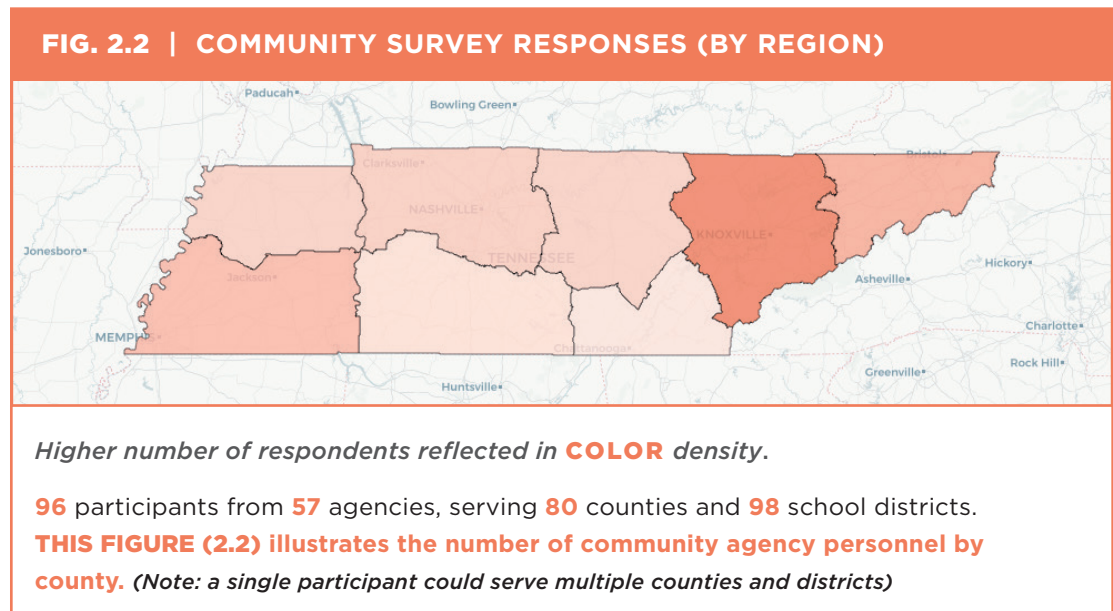 FIG. 2.2 | COMMUNITY SURVEY RESPONSES (BY REGION)
Paducah
Bowling Green
Clarksville
Bristol
NASHVILLE
KNOXVILLE
Jonesboro
TENNESSEE
Hickory
Jackson
Asheville
Charlotte
MEMPHIS
Chattanooga
Rock Hill
Greenville
Huntsville
Higher number of respondents reflected in COLOR density.
96 participants from 57 agencies, serving 80 counties and 98 school districts.
THIS FIGURE (2.2) illustrates the number of community agency personnel by
county. (Note: a single participant could serve multiple counties and districts)